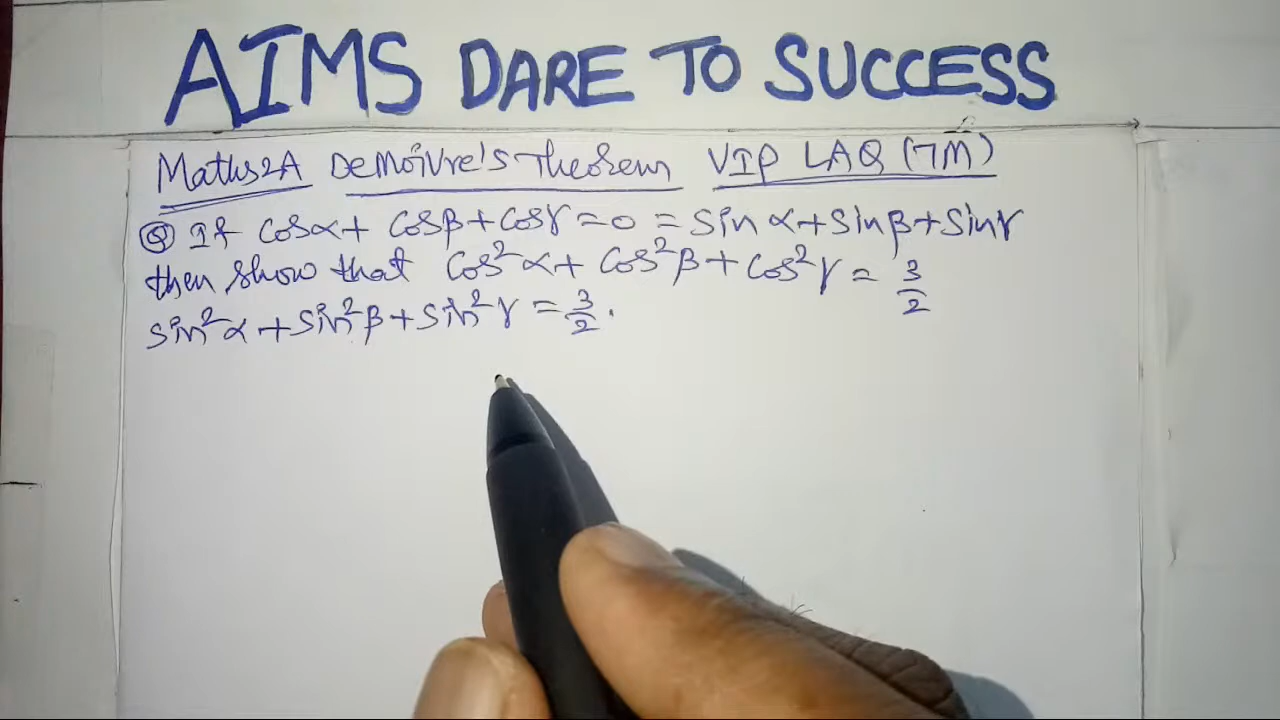 AIMS DARE TO SUCCESS
Maths2A DeMoivre's Theorem VIP LAQ (7M)
Q If cosα + cosβ + cosγ = 0 = sinα + sinβ + sinγ
then show that cos²α + cos²β + cos²γ = 3/2
sin²α + sin²β + sin²γ = 3/2.